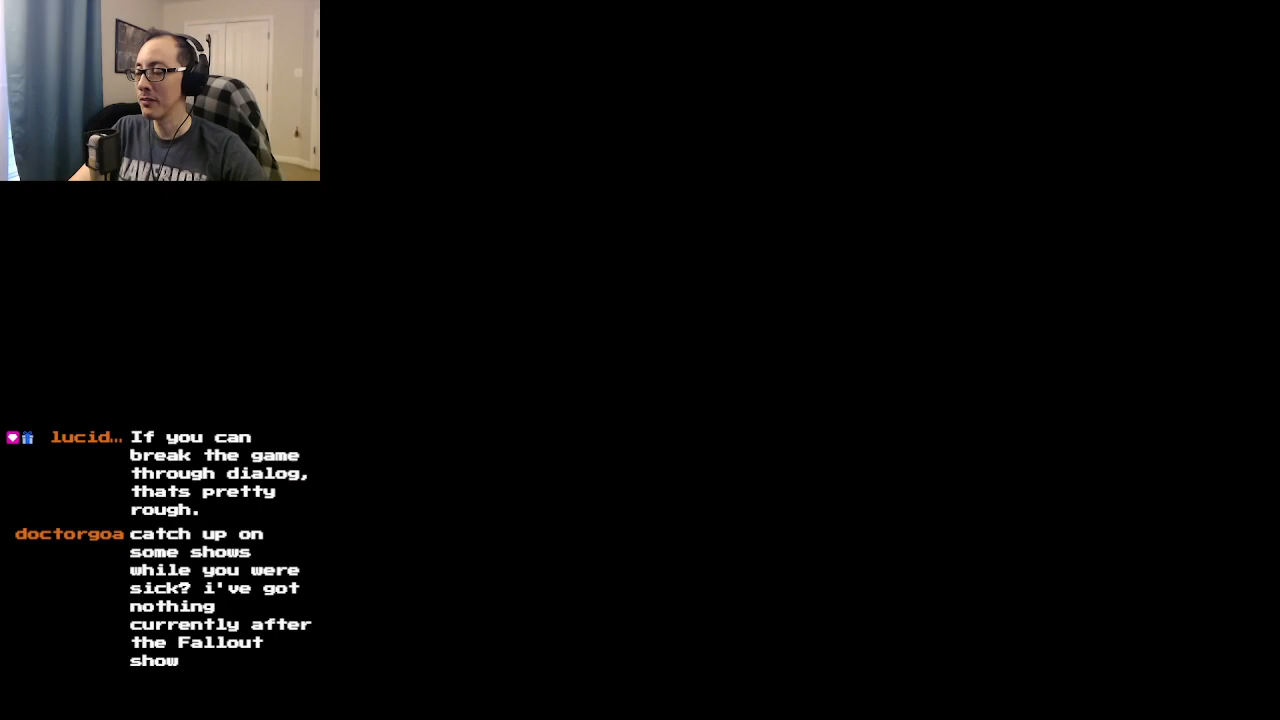 MAVERICK
lucid… If you can
break the game
through dialog,
thats pretty
rough.
doctorgoa catch up on
some shows
while you were
sick? i've got
nothing
currently after
the Fallout
show